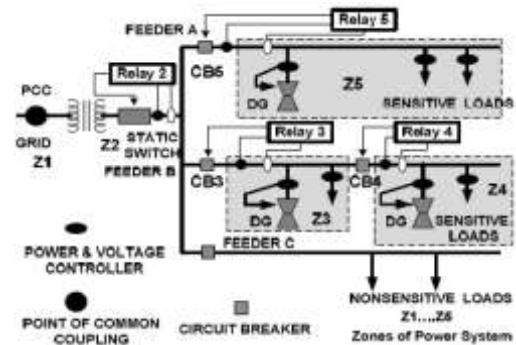 FEEDER A
Relay 5
Relay 2
CB5
PCC
DG
Z5
SENSITIVE LOADS
GRID
Z1
Z2
STATIC
SWITCH
FEEDER B
Relay 3
Relay 4
CB3
CB4
DG
Z3
DG
Z4
SENSITIVE
LOADS
FEEDER C
POWER & VOLTAGE
CONTROLLER
POINT OF COMMON
COUPLING
CIRCUIT BREAKER
NONSENSITIVE LOADS
Z1....Z5
Zones of Power System